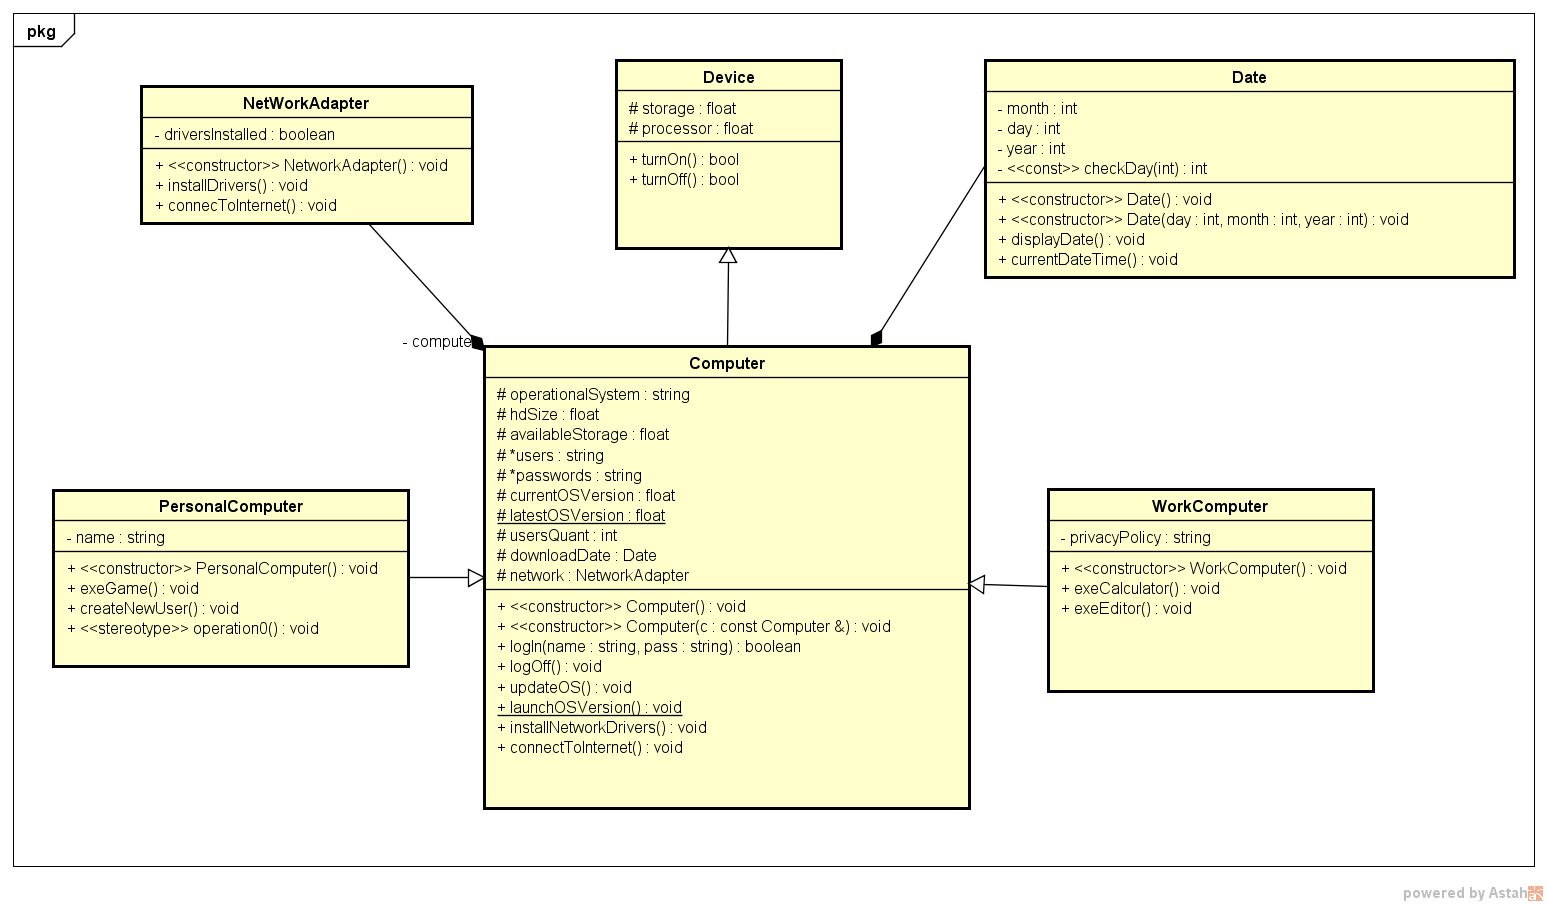 pkg
NetWorkAdapter
- driversInstalled : boolean
+ <<constructor>> NetworkAdapter() : void
+ installDrivers() : void
+ connecToInternet() : void
Device
# storage : float
# processor : float
+ turnOn() : bool
+ turnOff() : bool
Date
- month : int
- day : int
- year : int
- <<const>> checkDay(int) : int
+ <<constructor>> Date() : void
+ <<constructor>> Date(day : int, month : int, year : int) : void
+ displayDate() : void
+ currentDateTime() : void
- compute
Computer
# operationalSystem : string
# hdSize : float
# availableStorage : float
# *users : string
# *passwords : string
# currentOSVersion : float
# latestOSVersion : float
# usersQuant : int
# downloadDate : Date
# network : NetworkAdapter
+ <<constructor>> Computer() : void
+ <<constructor>> Computer(c : const Computer &) : void
+ logIn(name : string, pass : string) : boolean
+ logOff() : void
+ updateOS() : void
+ launchOSVersion() : void
+ installNetworkDrivers() : void
+ connectToInternet() : void
PersonalComputer
- name : string
+ <<constructor>> PersonalComputer() : void
+ exeGame() : void
+ createNewUser() : void
+ <<stereotype>> operation0() : void
WorkComputer
- privacyPolicy : string
+ <<constructor>> WorkComputer() : void
+ exeCalculator() : void
+ exeEditor() : void
powered by Astah